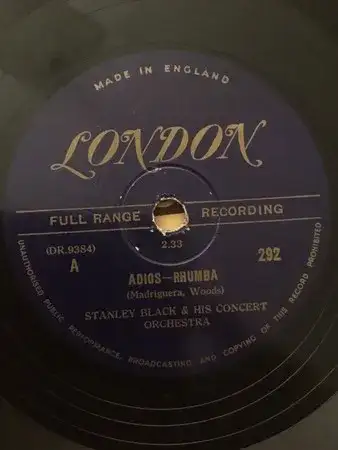 MADE IN ENGLAND
LONDON
FULL RANGE RECORDING
(DR.9384) 2.33
A 292
ADIOS—RRUMBA
(Madriguera, Woods)
STANLEY BLACK & HIS CONCERT
ORCHESTRA
UNAUTHORISED PUBLIC PERFORMANCE, BROADCASTING AND COPYING OF THIS RECORD PROHIBITED